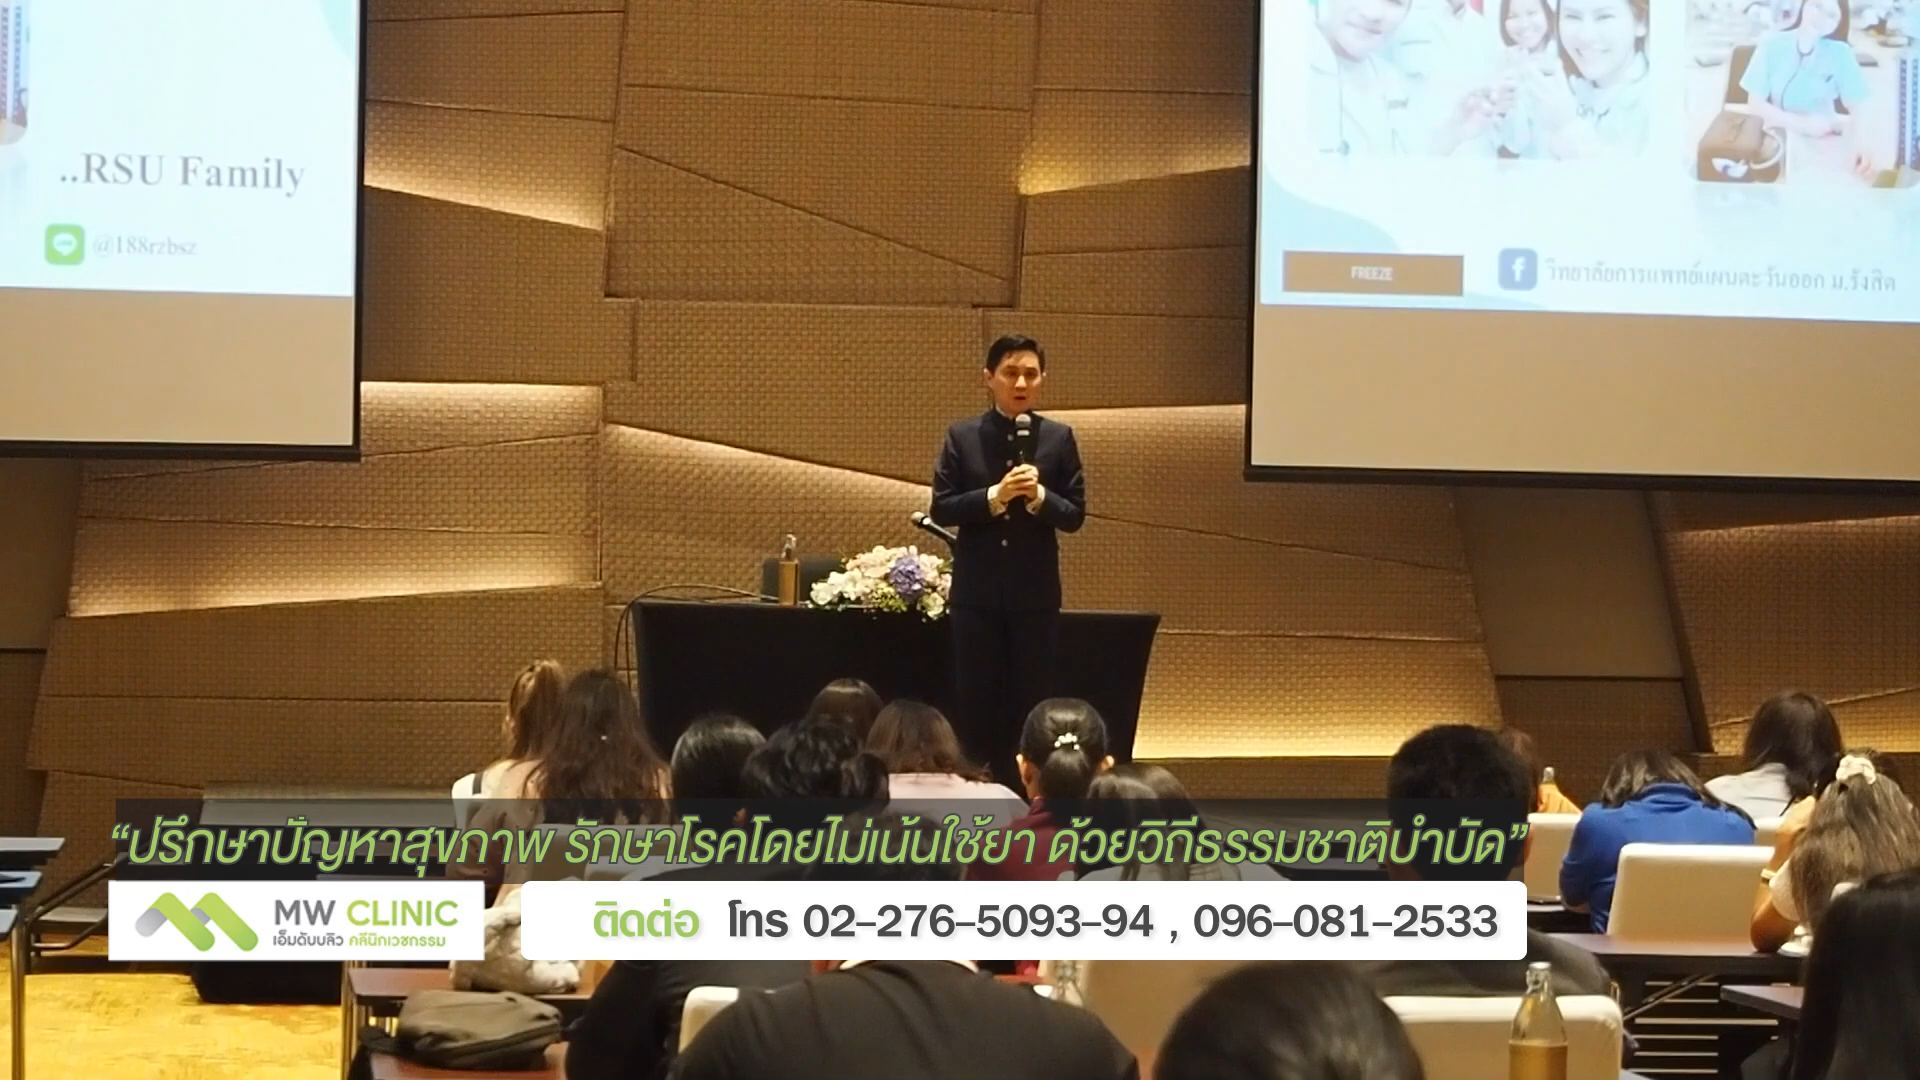 ..RSU Family
@188rzbsz
FREEZE
วิทยาลัยการแพทย์แผนตะวันออก ม.รังสิต
“ปรึกษาปัญหาสุขภาพ รักษาโรคโดยไม่เน้นใช้ยา ด้วยวิถีธรรมชาติบำบัด”
MW CLINIC
เอ็มดับบลิว คลีนิกเวชกรรม
ติดต่อ โทร 02-276-5093-94 , 096-081-2533